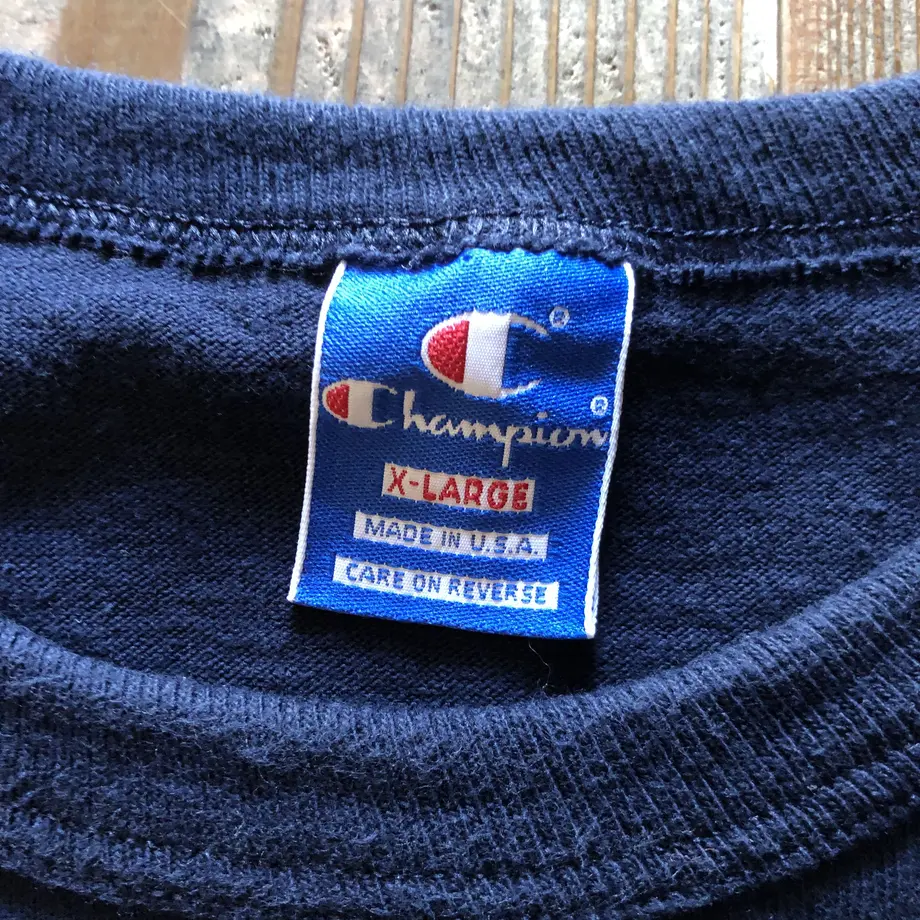 C®
Champion®
X-LARGE
MADE IN U.S.A.
CARE ON REVERSE